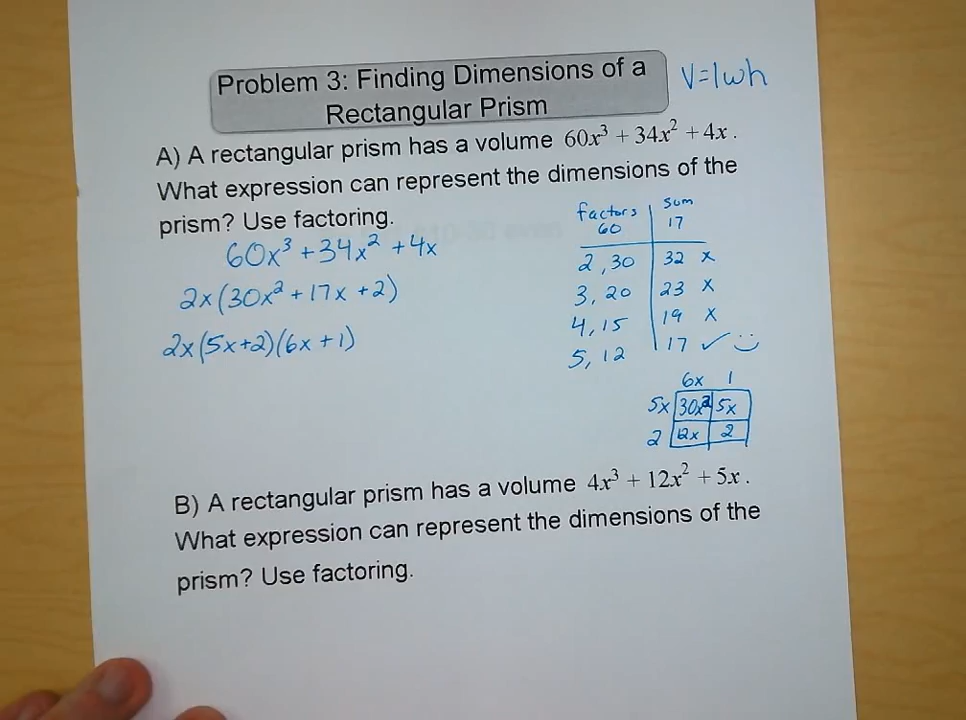 Problem 3: Finding Dimensions of a
Rectangular Prism
V=lwh
A) A rectangular prism has a volume 60x³ + 34x² + 4x.
What expression can represent the dimensions of the
prism? Use factoring.
60x³ + 34x² + 4x
2x(30x² + 17x + 2)
2x(5x+2)(6x+1)
factors 60 | sum 17
2, 30 | 32 x
3, 20 | 23 x
4, 15 | 19 x
5, 12 | 17 ✓
6x 1
5x 30x² 5x
2 12x 2
B) A rectangular prism has a volume 4x³ + 12x² + 5x.
What expression can represent the dimensions of the
prism? Use factoring.